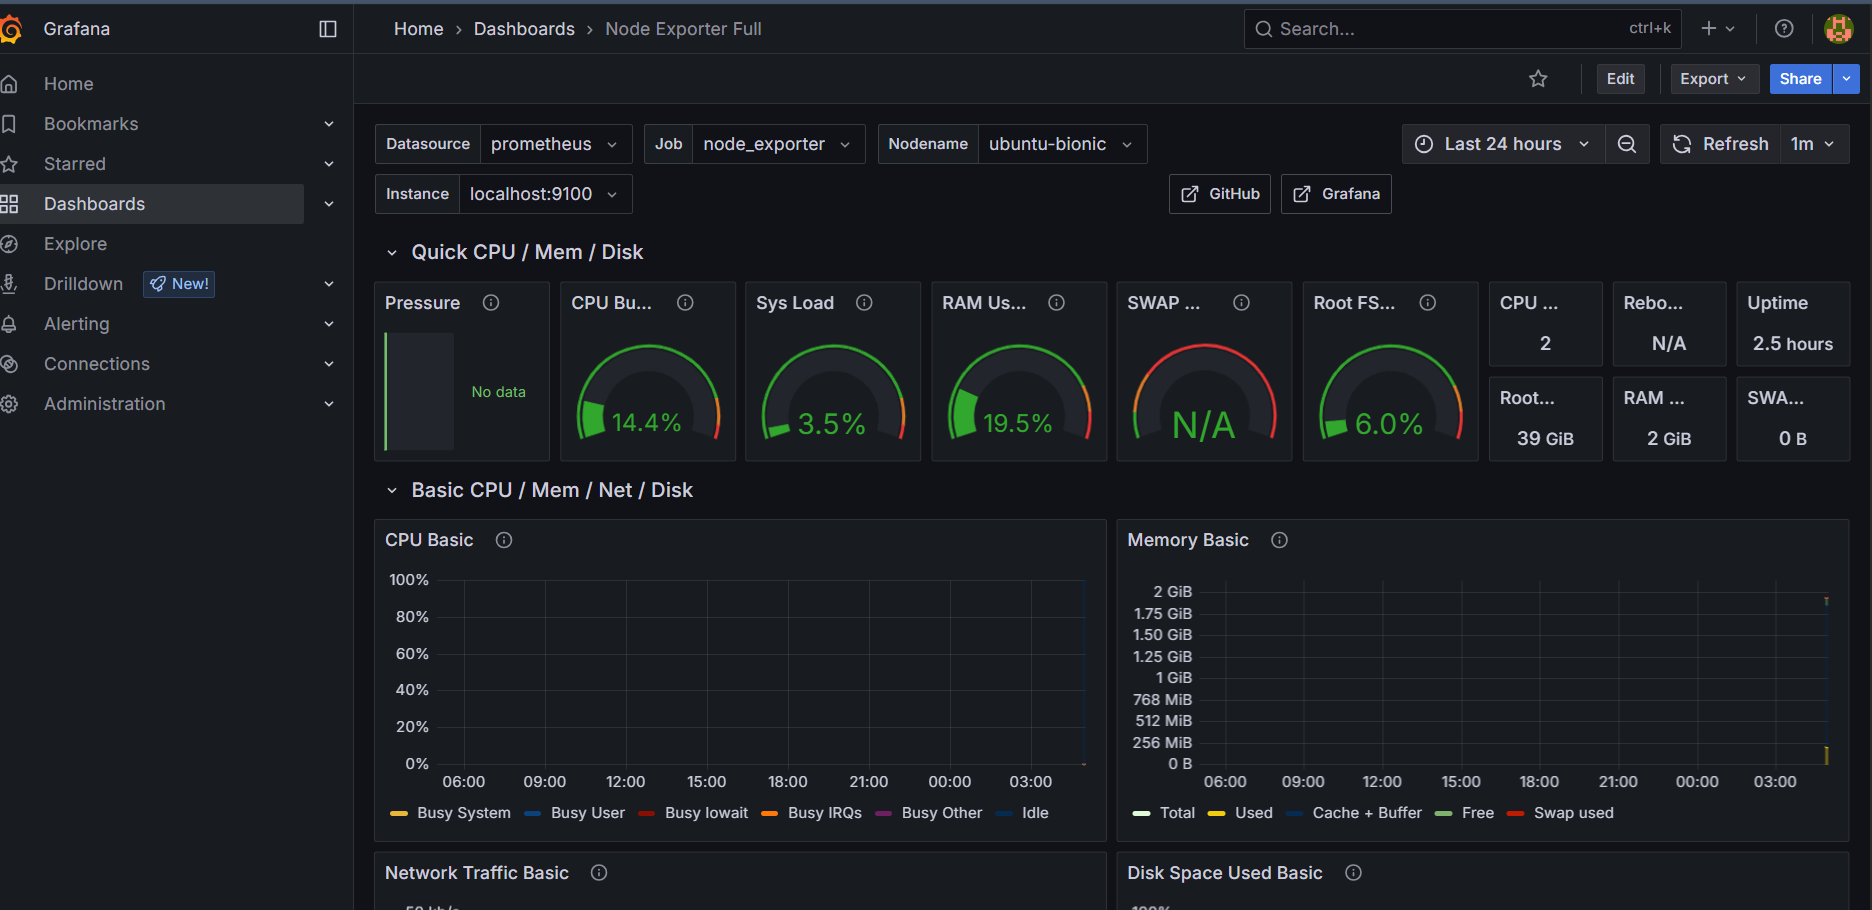 Grafana
Home › Dashboards › Node Exporter Full
Search...
ctrl+k
Home
Bookmarks
Starred
Dashboards
Explore
Drilldown New!
Alerting
Connections
Administration
Edit
Export
Share
Datasource prometheus
Job node_exporter
Nodename ubuntu-bionic
Last 24 hours
Refresh 1m
Instance localhost:9100
GitHub
Grafana
Quick CPU / Mem / Disk
Pressure
No data
CPU Bu...
14.4%
Sys Load
3.5%
RAM Us...
19.5%
SWAP ...
N/A
Root FS...
6.0%
CPU ...
2
Rebo...
N/A
Uptime
2.5 hours
Root...
39 GiB
RAM ...
2 GiB
SWA...
0 B
Basic CPU / Mem / Net / Disk
CPU Basic
100%
80%
60%
40%
20%
0%
06:00 09:00 12:00 15:00 18:00 21:00 00:00 03:00
Busy System Busy User Busy Iowait Busy IRQs Busy Other Idle
Memory Basic
2 GiB
1.75 GiB
1.50 GiB
1.25 GiB
1 GiB
768 MiB
512 MiB
256 MiB
0 B
06:00 09:00 12:00 15:00 18:00 21:00 00:00 03:00
Total Used Cache + Buffer Free Swap used
Network Traffic Basic
Disk Space Used Basic